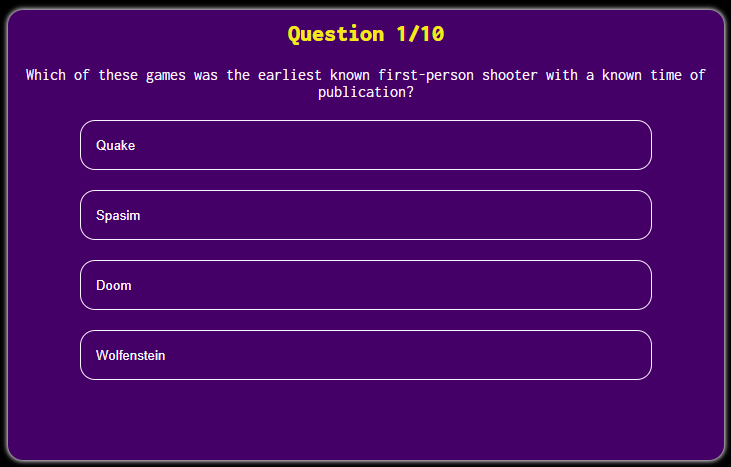 Question 1/10
Which of these games was the earliest known first-person shooter with a known time of
publication?
Quake
Spasim
Doom
Wolfenstein